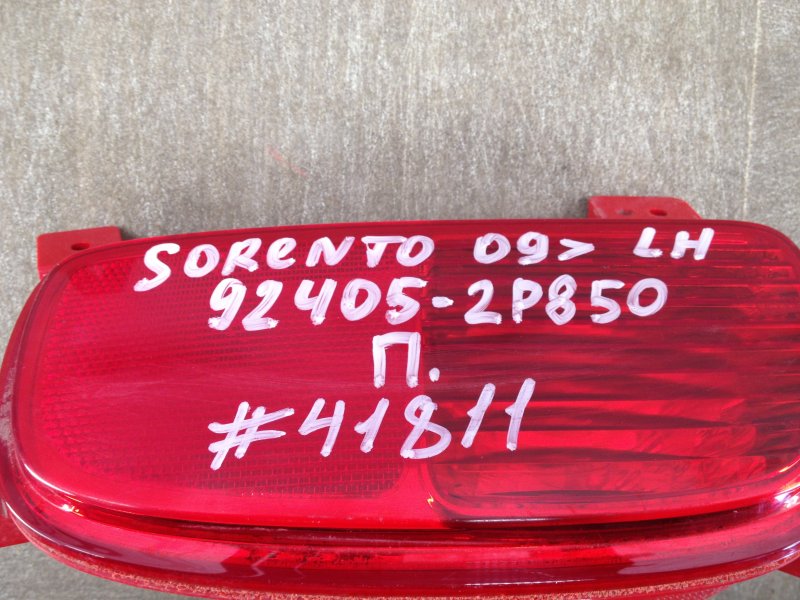 SORENTO 09> LH
92405-2P850
П.
#41811